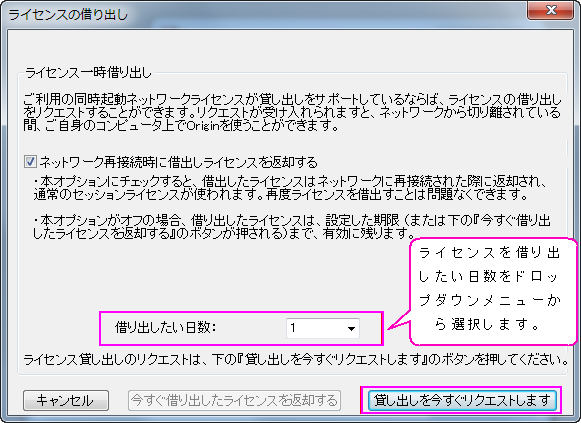 ライセンスの借り出し
ライセンス一時借り出し
ご利用の同時起動ネットワークライセンスが貸し出しをサポートしているならば、ライセンスの借り出し
をリクエストすることができます。リクエストが受け入れられますと、ネットワークから切り離されている
間、ご自身のコンピュータ上でOriginを使うことができます。
ネットワーク再接続時に借出しライセンスを返却する
・本オプションにチェックすると、借出したライセンスはネットワークに再接続された際に返却され、
通常のセッションライセンスが使われます。再度ライセンスを借出すことは問題なくできます。
・本オプションがオフの場合、借り出したライセンスは、設定した期限 （または下の『今すぐ借り出
したライセンスを返却する』のボタンが押される）まで、有効に残ります。
ライセンスを借り出
したい日数をドロッ
プダウンメニューか
ら選択します。
借り出したい日数： 1
ライセンス貸し出しのリクエストは、下の『貸し出しを今すぐリクエストします』のボタンを押してください。
キャンセル 今すぐ借り出したライセンスを返却する 貸し出しを今すぐリクエストします